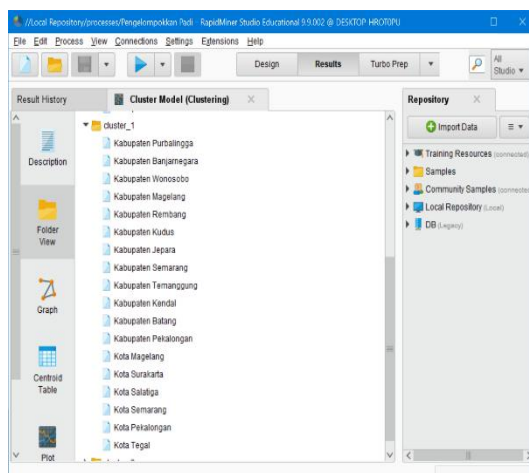 //Local Repository/processes/Pengelompokkan Padi - RapidMiner Studio Educational 9.9.002 @ DESKTOP-HROT0PU
File Edit Process View Connections Settings Extensions Help
Design Results Turbo Prep
All Studio
Result History
Cluster Model (Clustering)
Repository
Import Data
Training Resources (connected)
Samples
Community Samples (connected)
Local Repository (Local)
DB (Legacy)
Description
Folder View
Graph
Centroid Table
Plot
cluster_1
Kabupaten Purbalingga
Kabupaten Banjarnegara
Kabupaten Wonosobo
Kabupaten Magelang
Kabupaten Rembang
Kabupaten Kudus
Kabupaten Jepara
Kabupaten Semarang
Kabupaten Temanggung
Kabupaten Kendal
Kabupaten Batang
Kabupaten Pekalongan
Kota Magelang
Kota Surakarta
Kota Salatiga
Kota Semarang
Kota Pekalongan
Kota Tegal